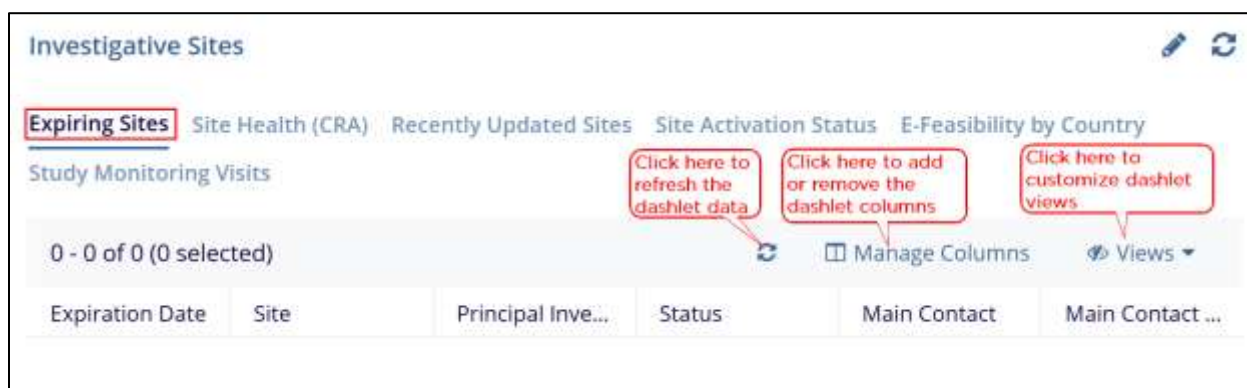 Investigative Sites
Expiring Sites Site Health (CRA) Recently Updated Sites Site Activation Status E-Feasibility by Country
Study Monitoring Visits
Click here to
refresh the
dashlet data
Click here to add
or remove the
dashlet columns
Click here to
customize dashlet
views
0 - 0 of 0 (0 selected) Manage Columns Views
Expiration Date Site Principal Inve... Status Main Contact Main Contact ...